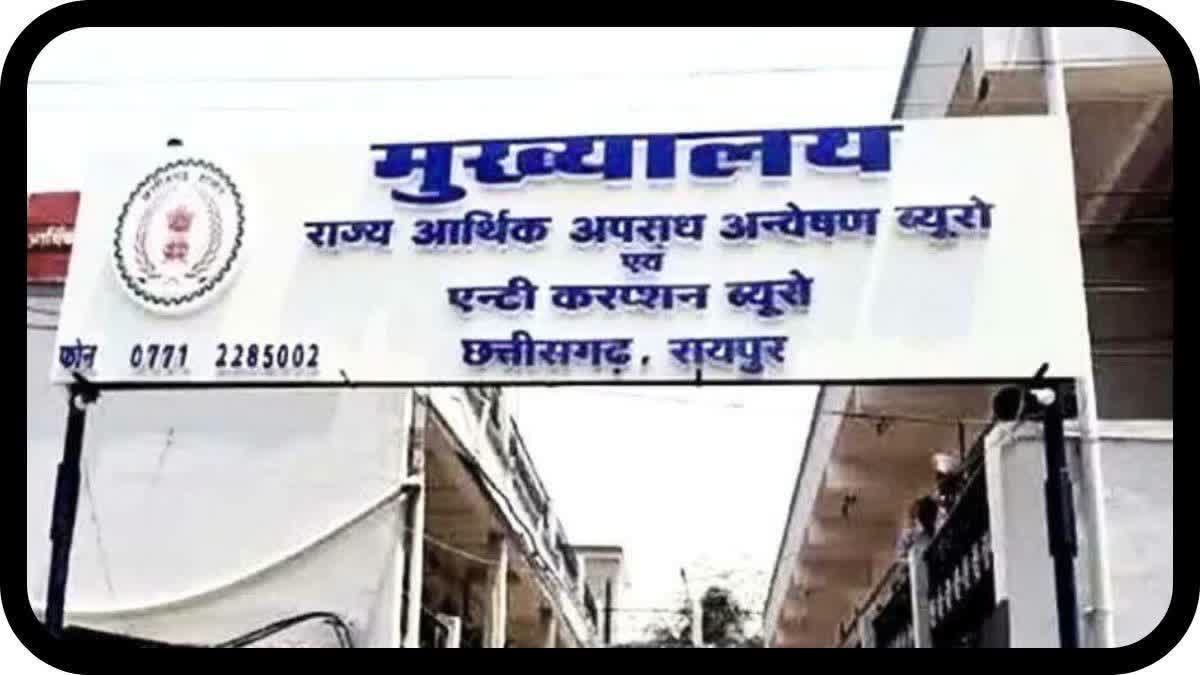 मुख्यालय
राज्य आर्थिक अपराध अन्वेषण ब्यूरो
एवं
एन्टी करप्शन ब्यूरो
छत्तीसगढ़, रायपुर
फोन 0771 2285002